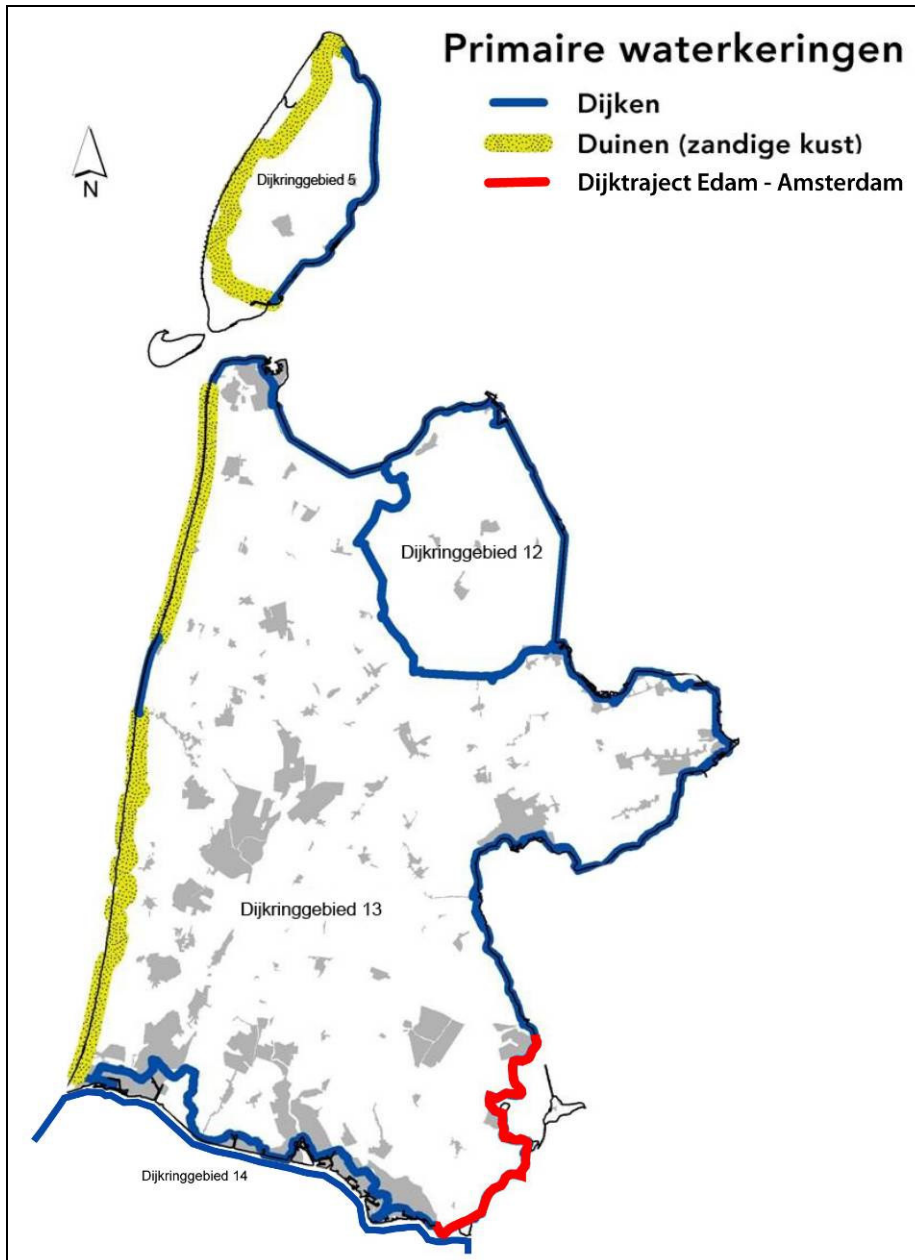 Primaire waterkeringen
Dijken
Duinen (zandige kust)
Dijktraject Edam - Amsterdam
N
Dijkringgebied 5
Dijkringgebied 12
Dijkringgebied 13
Dijkringgebied 14